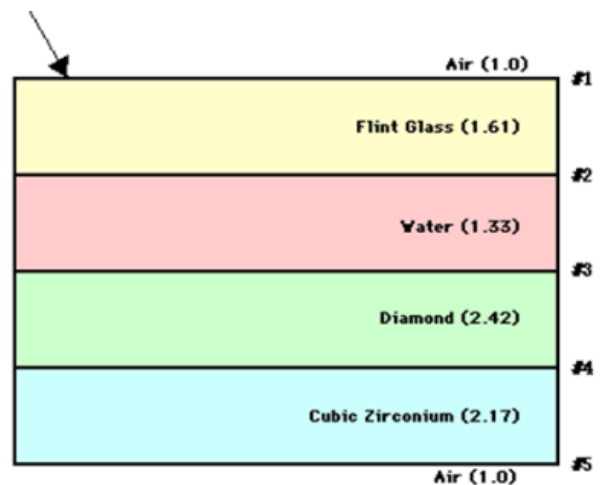 Air (1.0)
#1
Flint Glass (1.61)
#2
Water (1.33)
#3
Diamond (2.42)
#4
Cubic Zirconium (2.17)
#5
Air (1.0)